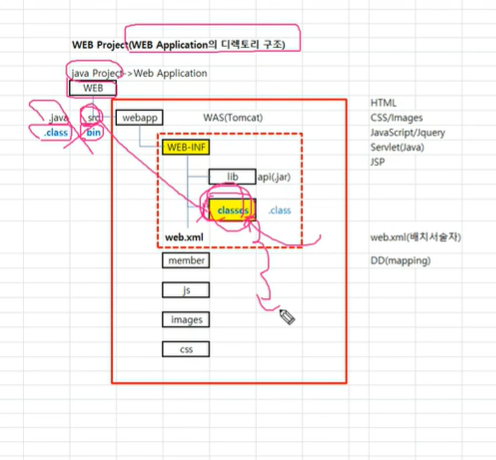 WEB Project(WEB Application의 디렉토리 구조)
java Project->Web Application
WEB
HTML
.java src webapp WAS(Tomcat) CSS/Images
.class bin JavaScript/Jquery
WEB-INF Servlet(Java)
JSP
lib api(.jar)
classes .class
web.xml web.xml(배치서술자)
member DD(mapping)
js
images
css